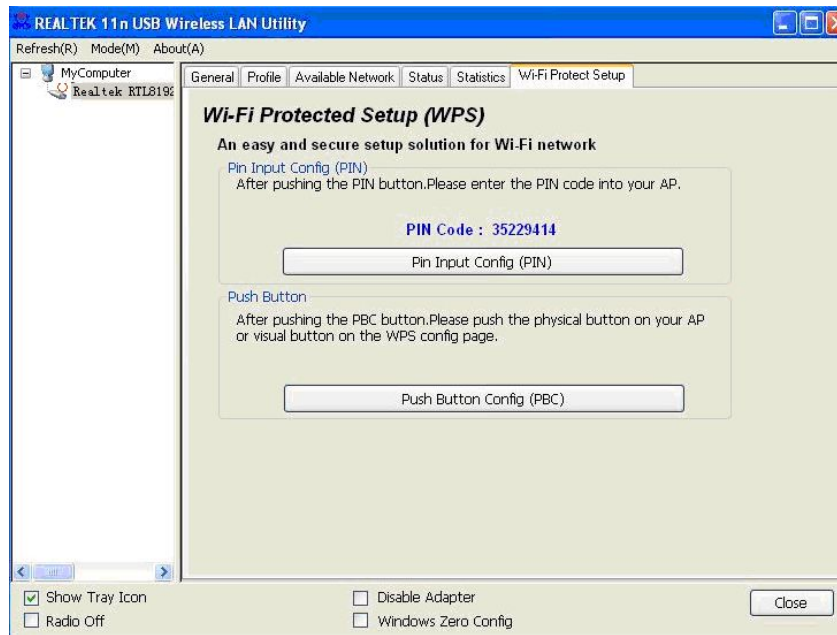 REALTEK 11n USB Wireless LAN Utility
Refresh(R) Mode(M) About(A)
MyComputer
Realtek RTL8192
General Profile Available Network Status Statistics Wi-Fi Protect Setup
Wi-Fi Protected Setup (WPS)
An easy and secure setup solution for Wi-Fi network
Pin Input Config (PIN)
After pushing the PIN button.Please enter the PIN code into your AP.
PIN Code : 35229414
Pin Input Config (PIN)
Push Button
After pushing the PBC button.Please push the physical button on your AP
or visual button on the WPS config page.
Push Button Config (PBC)
Show Tray Icon
Disable Adapter
Radio Off
Windows Zero Config
Close